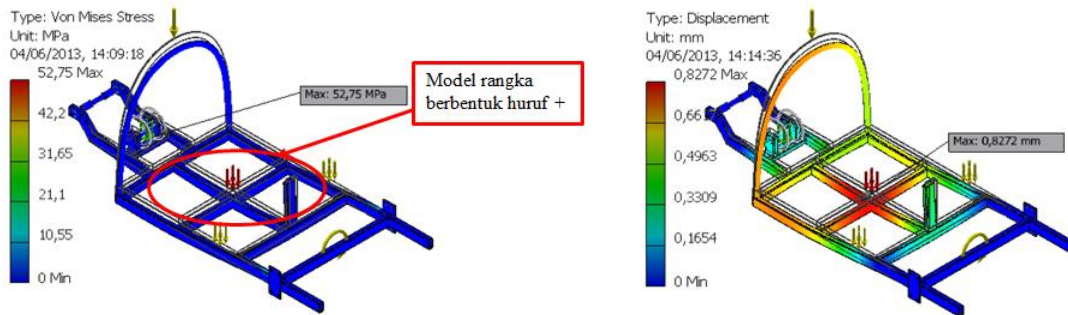 Type: Von Mises Stress
Unit: MPa
04/06/2013, 14:09:18
52,75 Max
42,2
31,65
21,1
10,55
0 Min
Max: 52,75 MPa
Model rangka
berbentuk huruf +
Type: Displacement
Unit: mm
04/06/2013, 14:14:36
0,8272 Max
0,661
0,4963
0,3309
0,1654
0 Min
Max: 0,8272 mm